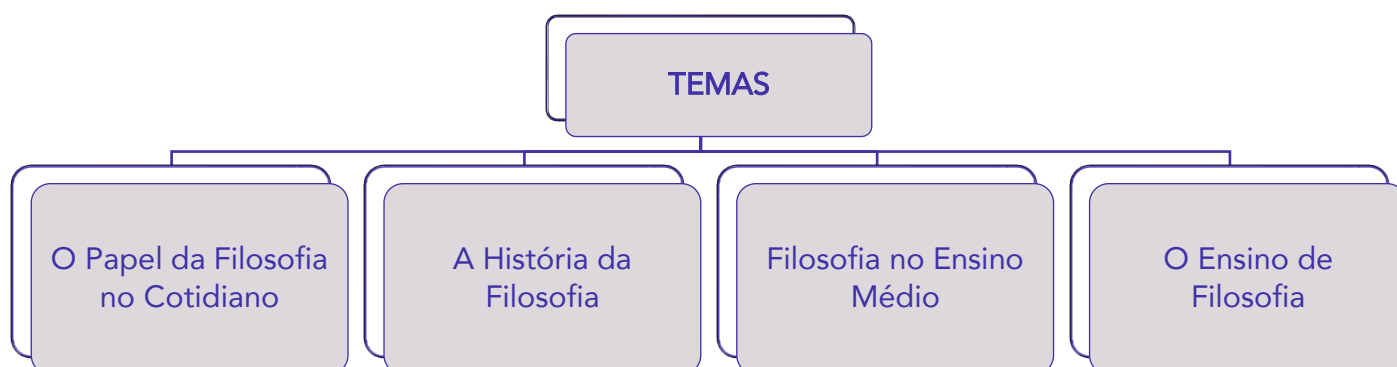 TEMAS
O Papel da Filosofia
no Cotidiano
A História da
Filosofia
Filosofia no Ensino
Médio
O Ensino de
Filosofia